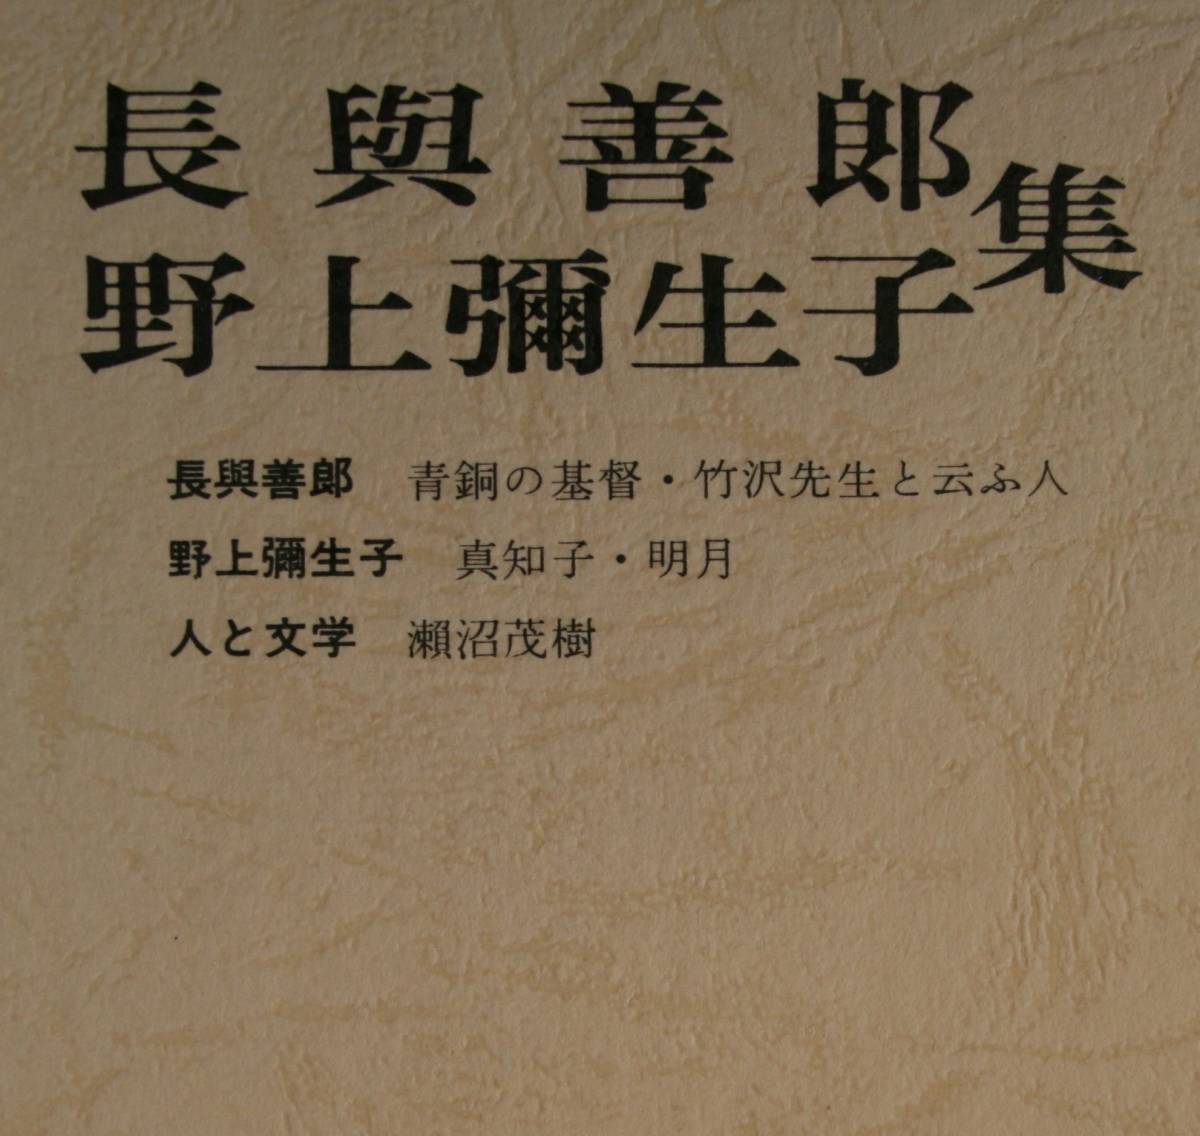 長與善郎
野上彌生子
集
長與善郎 青銅の基督・竹沢先生と云ふ人
野上彌生子 真知子・明月
人と文学 瀬沼茂樹